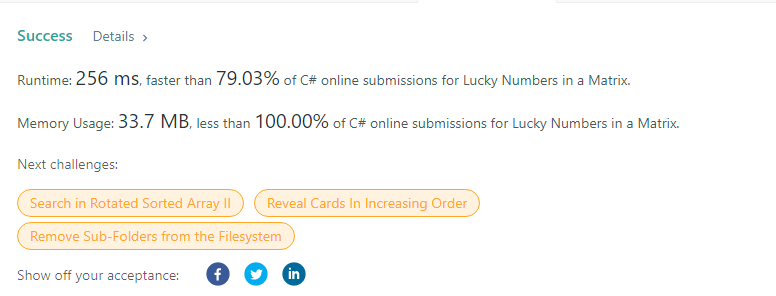 Success Details >
Runtime: 256 ms, faster than 79.03% of C# online submissions for Lucky Numbers in a Matrix.
Memory Usage: 33.7 MB, less than 100.00% of C# online submissions for Lucky Numbers in a Matrix.
Next challenges:
Search in Rotated Sorted Array II Reveal Cards In Increasing Order
Remove Sub-Folders from the Filesystem
Show off your acceptance: f in